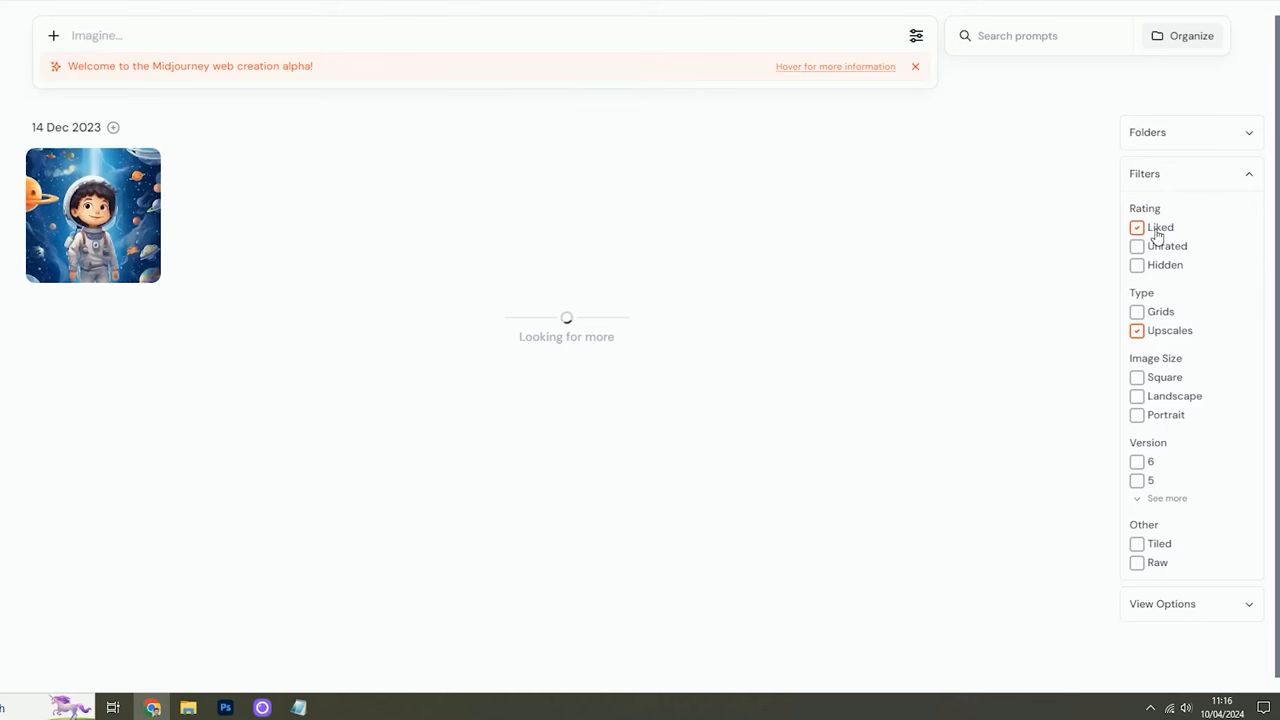 Imagine...
Search prompts
Organize
Welcome to the Midjourney web creation alpha!
Hover for more information
14 Dec 2023
Folders
Filters
Rating
Liked
Unrated
Hidden
Type
Grids
Upscales
Image Size
Square
Landscape
Portrait
Version
6
5
See more
Other
Tiled
Raw
View Options
Looking for more
h
Ps
11:16
10/04/2024